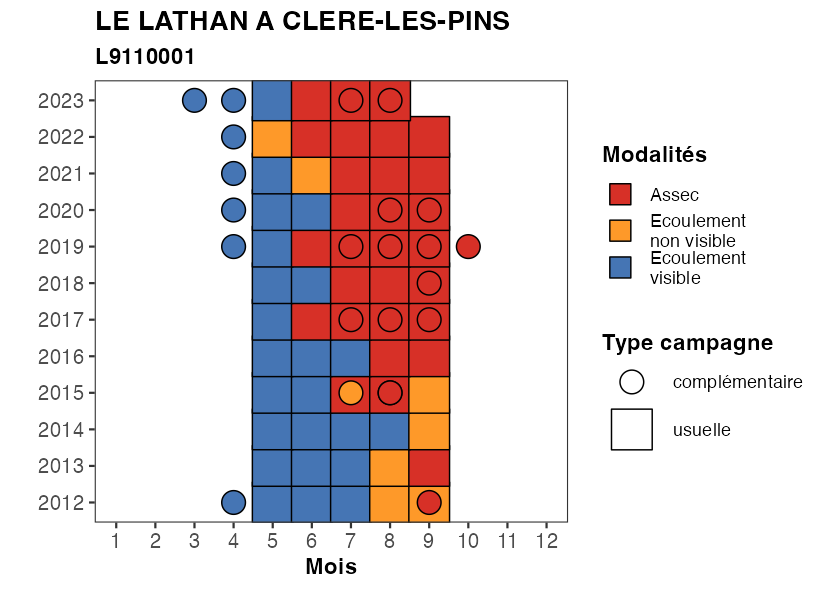 LE LATHAN A CLERE-LES-PINS
L9110001
2023
2022
2021
2020
2019
2018
2017
2016
2015
2014
2013
2012
1 2 3 4 5 6 7 8 9 10 11 12
Mois
Modalités
Assec
Ecoulement
non visible
Ecoulement
visible
Type campagne
complémentaire
usuelle